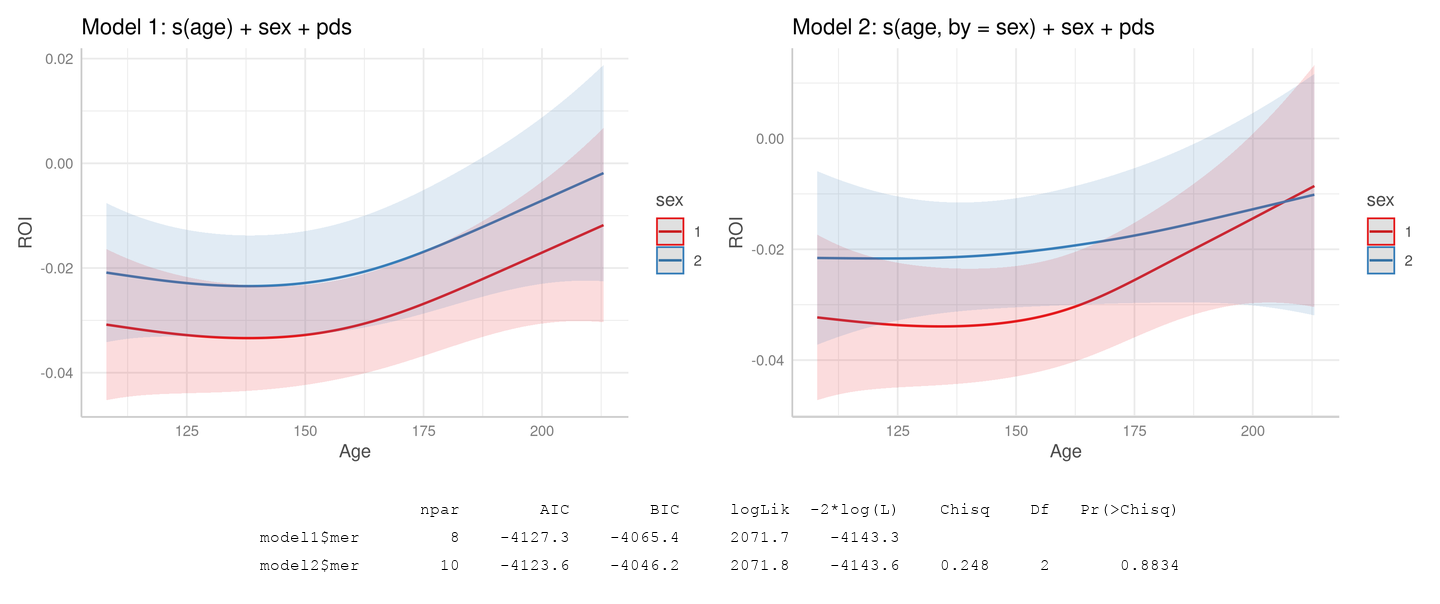 Model 1: s(age) + sex + pds
0.02
0.00
-0.02
-0.04
ROI
125 150 175 200
Age
sex
1
2
Model 2: s(age, by = sex) + sex + pds
0.00
-0.02
-0.04
ROI
125 150 175 200
Age
sex
1
2
npar AIC BIC logLik -2*log(L) Chisq Df Pr(>Chisq)
model1$mer 8 -4127.3 -4065.4 2071.7 -4143.3
model2$mer 10 -4123.6 -4046.2 2071.8 -4143.6 0.248 2 0.8834